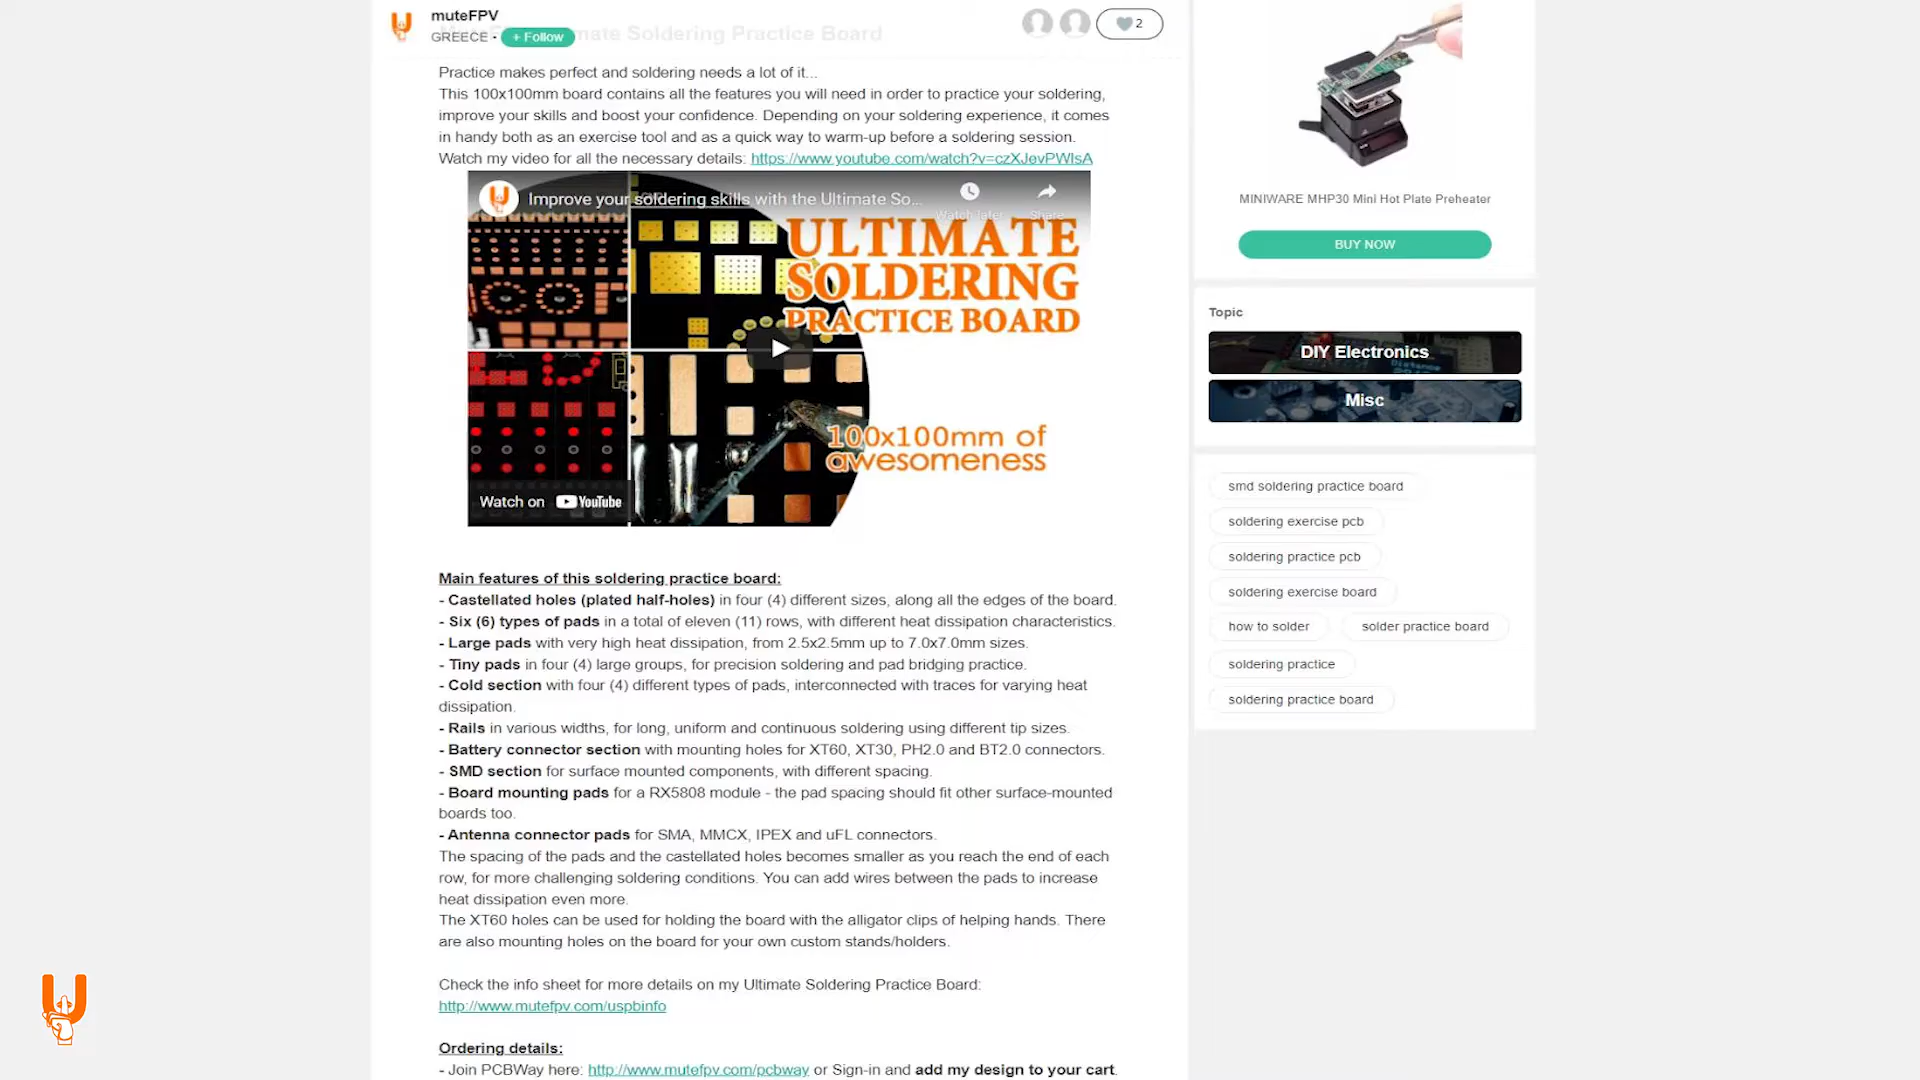 muteFPV
GREECE • + Follow
MuteFPV Ultimate Soldering Practice Board
2
Practice makes perfect and soldering needs a lot of it...
This 100x100mm board contains all the features you will need in order to practice your soldering,
improve your skills and boost your confidence. Depending on your soldering experience, it comes
in handy both as an exercise tool and as a quick way to warm-up before a soldering session.
Watch my video for all the necessary details: https://www.youtube.com/watch?v=czXJevPWIsA
Improve your soldering skills with the Ultimate So...
Watch later
Share
ULTIMATE
SOLDERING
PRACTICE BOARD
100x100mm of
awesomeness
Watch on YouTube
Main features of this soldering practice board:
- Castellated holes (plated half-holes) in four (4) different sizes, along all the edges of the board.
- Six (6) types of pads in a total of eleven (11) rows, with different heat dissipation characteristics.
- Large pads with very high heat dissipation, from 2.5x2.5mm up to 7.0x7.0mm sizes.
- Tiny pads in four (4) large groups, for precision soldering and pad bridging practice.
- Cold section with four (4) different types of pads, interconnected with traces for varying heat
dissipation.
- Rails in various widths, for long, uniform and continuous soldering using different tip sizes.
- Battery connector section with mounting holes for XT60, XT30, PH2.0 and BT2.0 connectors.
- SMD section for surface mounted components, with different spacing.
- Board mounting pads for a RX5808 module - the pad spacing should fit other surface-mounted
boards too.
- Antenna connector pads for SMA, MMCX, IPEX and uFL connectors.
The spacing of the pads and the castellated holes becomes smaller as you reach the end of each
row, for more challenging soldering conditions. You can add wires between the pads to increase
heat dissipation even more.
The XT60 holes can be used for holding the board with the alligator clips of helping hands. There
are also mounting holes on the board for your own custom stands/holders.
Check the info sheet for more details on my Ultimate Soldering Practice Board:
http://www.mutefpv.com/uspbinfo
Ordering details:
- Join PCBWay here: http://www.mutefpv.com/pcbway or Sign-in and add my design to your cart.
MINIWARE MHP30 Mini Hot Plate Preheater
BUY NOW
Topic
DIY Electronics
Misc
smd soldering practice board
soldering exercise pcb
soldering practice pcb
soldering exercise board
how to solder
solder practice board
soldering practice
soldering practice board